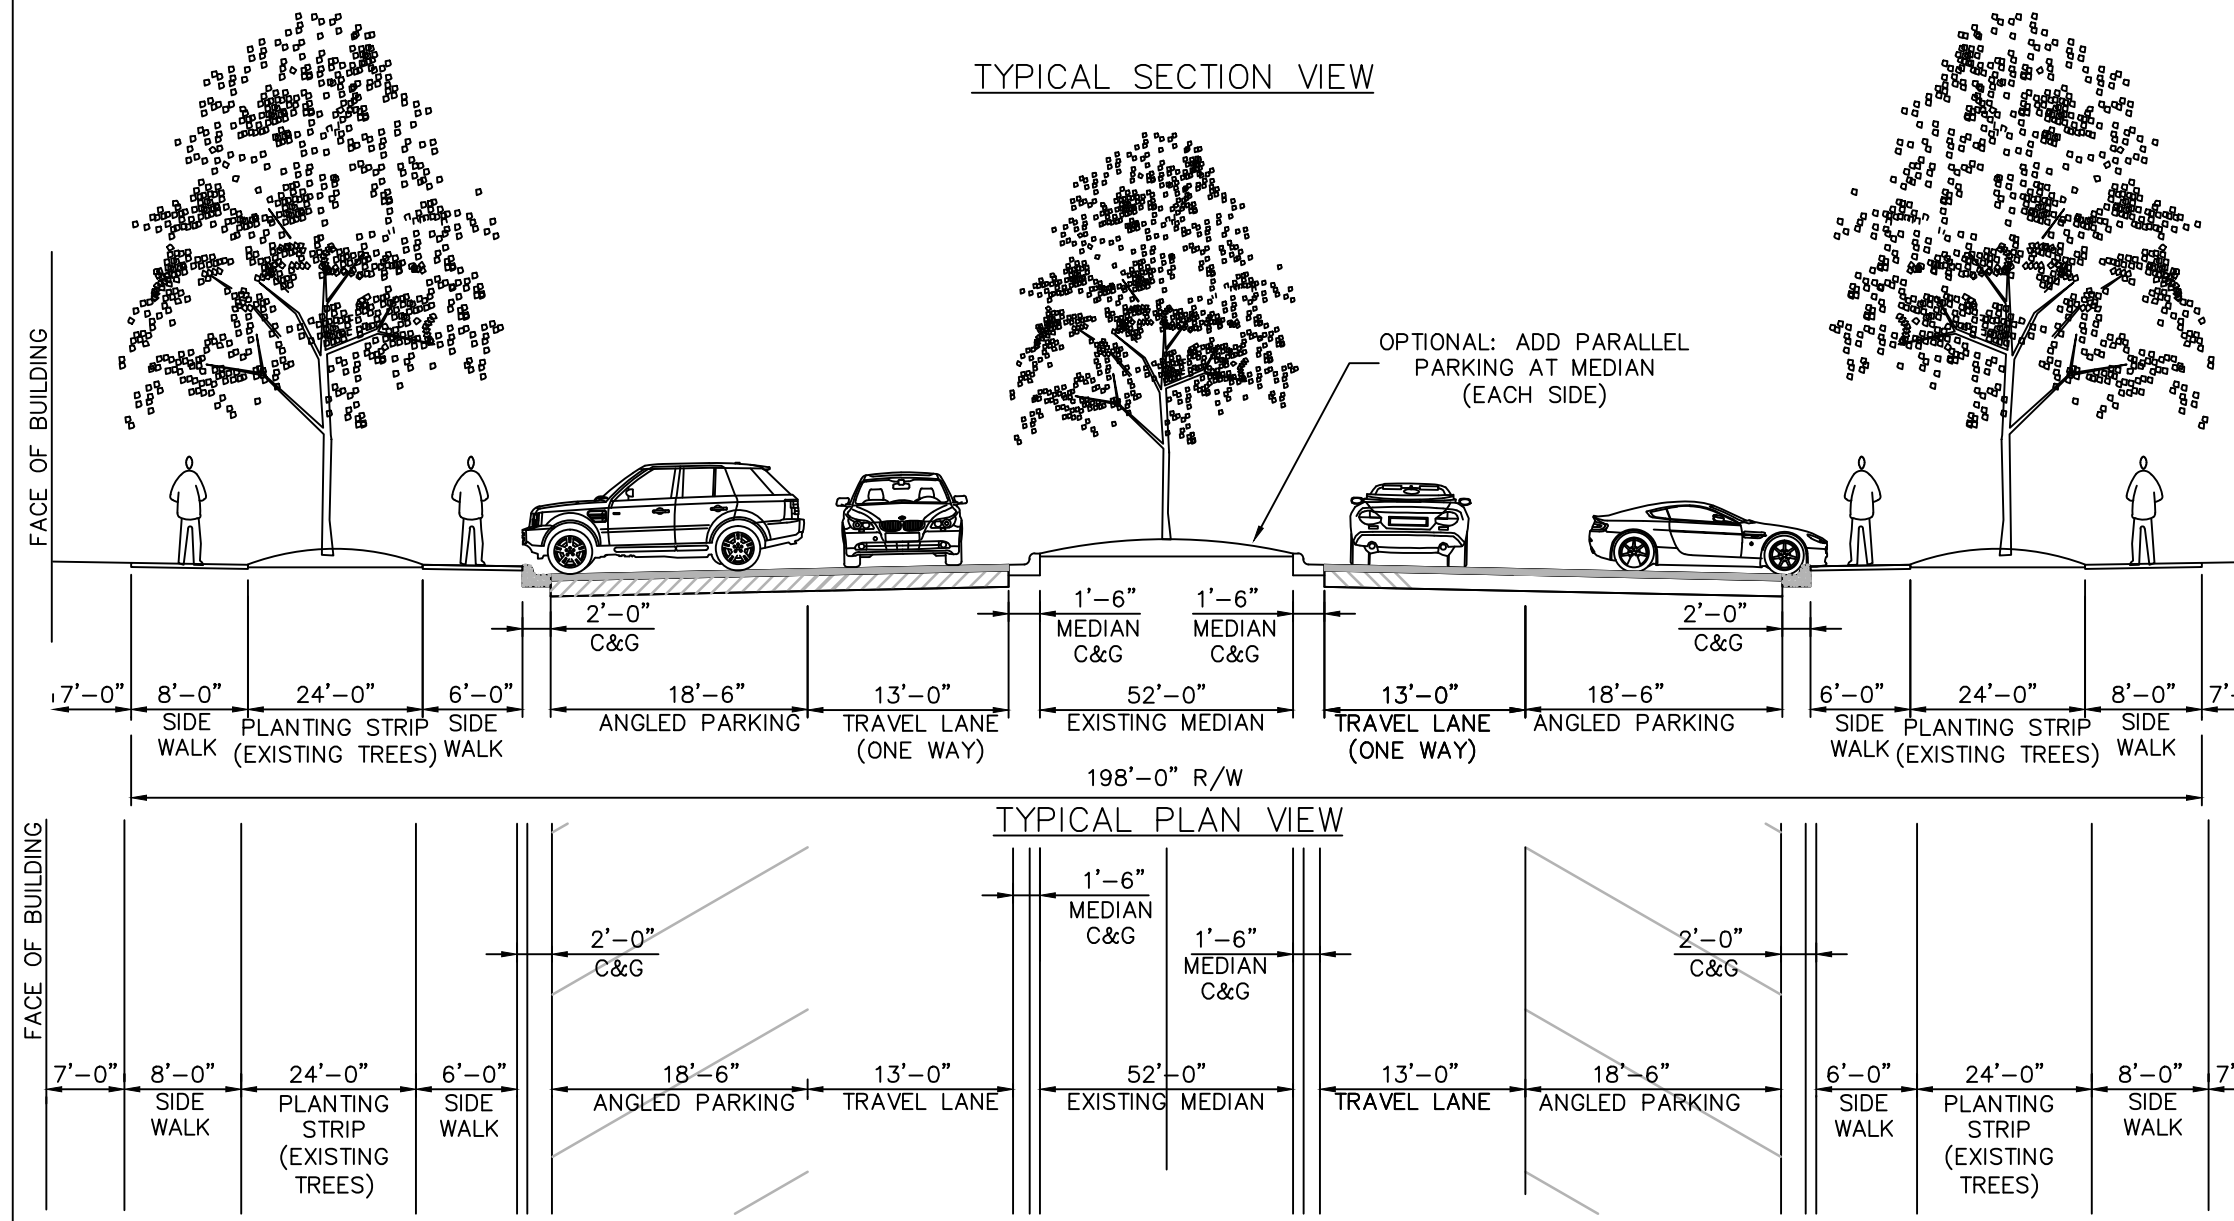 TYPICAL SECTION VIEW
OPTIONAL: ADD PARALLEL
PARKING AT MEDIAN
(EACH SIDE)
FACE OF BUILDING
2'-0"
C&G
1'-6"
MEDIAN
C&G
1'-6"
MEDIAN
C&G
2'-0"
C&G
7'-0"
8'-0"
SIDE
WALK
24'-0"
PLANTING STRIP
(EXISTING TREES)
6'-0"
SIDE
WALK
18'-6"
ANGLED PARKING
13'-0"
TRAVEL LANE
(ONE WAY)
52'-0"
EXISTING MEDIAN
13'-0"
TRAVEL LANE
(ONE WAY)
18'-6"
ANGLED PARKING
6'-0"
SIDE
WALK
24'-0"
PLANTING STRIP
(EXISTING TREES)
8'-0"
SIDE
WALK
7'-
198'-0" R/W
TYPICAL PLAN VIEW
FACE OF BUILDING
2'-0"
C&G
1'-6"
MEDIAN
C&G
1'-6"
MEDIAN
C&G
2'-0"
C&G
7'-0"
8'-0"
SIDE
WALK
24'-0"
PLANTING
STRIP
(EXISTING
TREES)
6'-0"
SIDE
WALK
18'-6"
ANGLED PARKING
13'-0"
TRAVEL LANE
52'-0"
EXISTING MEDIAN
13'-0"
TRAVEL LANE
18'-6"
ANGLED PARKING
6'-0"
SIDE
WALK
24'-0"
PLANTING
STRIP
(EXISTING
TREES)
8'-0"
SIDE
WALK
7'